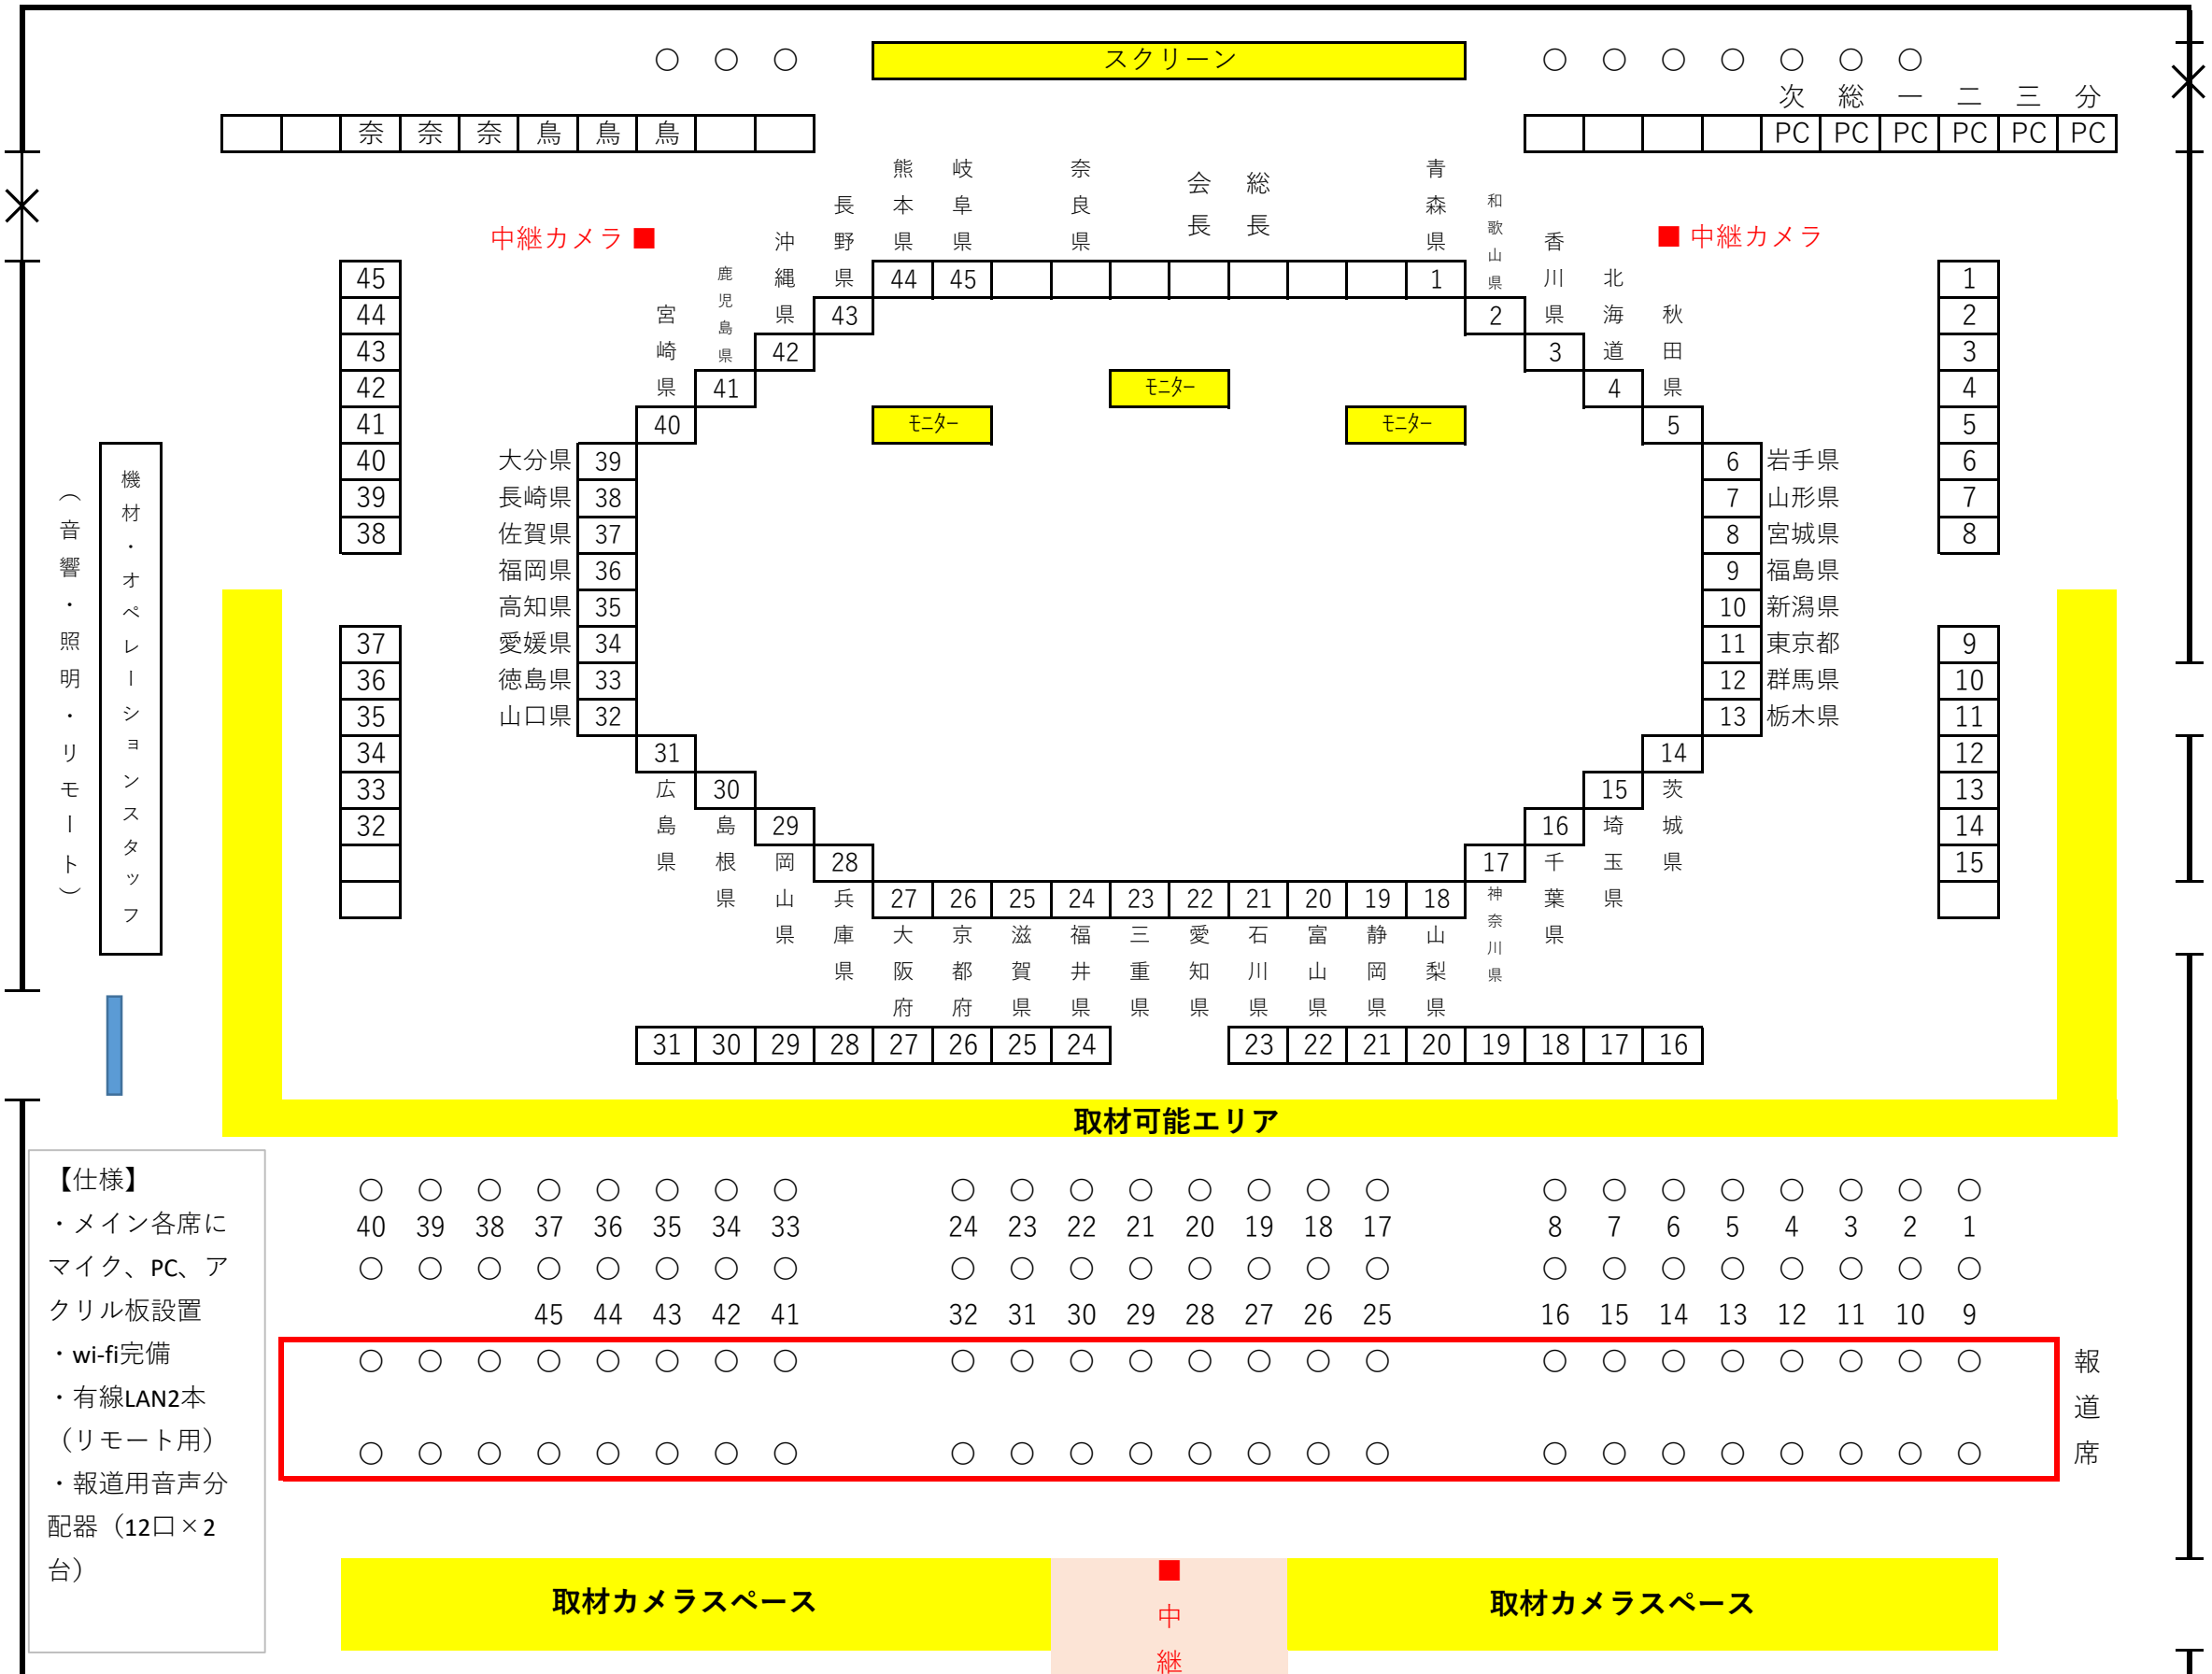 ○ ○ ○ スクリーン ○ ○ ○ ○ ○ ○ ○
次 総 一 二 三 分
奈 奈 奈 鳥 鳥 鳥 PC PC PC PC PC PC
熊本県
岐阜県
奈良県
会長
総長
青森県
和歌山県
長野県
沖縄県
鹿児島県
宮崎県
香川県
北海道
秋田県
中継カメラ ■
■ 中継カメラ
44 45 1
43 2
42 3
41 4
40 5
モニター
モニター モニター
45
44
43
42
41
40
39
38
37
36
35
34
33
32
1
2
3
4
5
6
7
8
9
10
11
12
13
14
15
大分県 39
長崎県 38
佐賀県 37
福岡県 36
高知県 35
愛媛県 34
徳島県 33
山口県 32
6 岩手県
7 山形県
8 宮城県
9 福島県
10 新潟県
11 東京都
12 群馬県
13 栃木県
機材・オペレーションスタッフ
（音響・照明・リモート）
31 14
30 15
29 16
28 17
27 26 25 24 23 22 21 20 19 18
広島県
島根県
岡山県
兵庫県
大阪府
京都府
滋賀県
福井県
三重県
愛知県
石川県
富山県
静岡県
山梨県
神奈川県
千葉県
埼玉県
茨城県
31 30 29 28 27 26 25 24 23 22 21 20 19 18 17 16
取材可能エリア
【仕様】
・メイン各席に
マイク、PC、ア
クリル板設置
・wi-fi完備
・有線LAN2本
（リモート用）
・報道用音声分
配器（12口×2
台）
○ ○ ○ ○ ○ ○ ○ ○ ○ ○ ○ ○ ○ ○ ○ ○ ○ ○ ○ ○ ○ ○ ○ ○
40 39 38 37 36 35 34 33 24 23 22 21 20 19 18 17 8 7 6 5 4 3 2 1
○ ○ ○ ○ ○ ○ ○ ○ ○ ○ ○ ○ ○ ○ ○ ○ ○ ○ ○ ○ ○ ○ ○ ○
45 44 43 42 41 32 31 30 29 28 27 26 25 16 15 14 13 12 11 10 9
○ ○ ○ ○ ○ ○ ○ ○ ○ ○ ○ ○ ○ ○ ○ ○ ○ ○ ○ ○ ○ ○ ○ ○
○ ○ ○ ○ ○ ○ ○ ○ ○ ○ ○ ○ ○ ○ ○ ○ ○ ○ ○ ○ ○ ○ ○ ○
報道席
取材カメラスペース
■
中継
取材カメラスペース